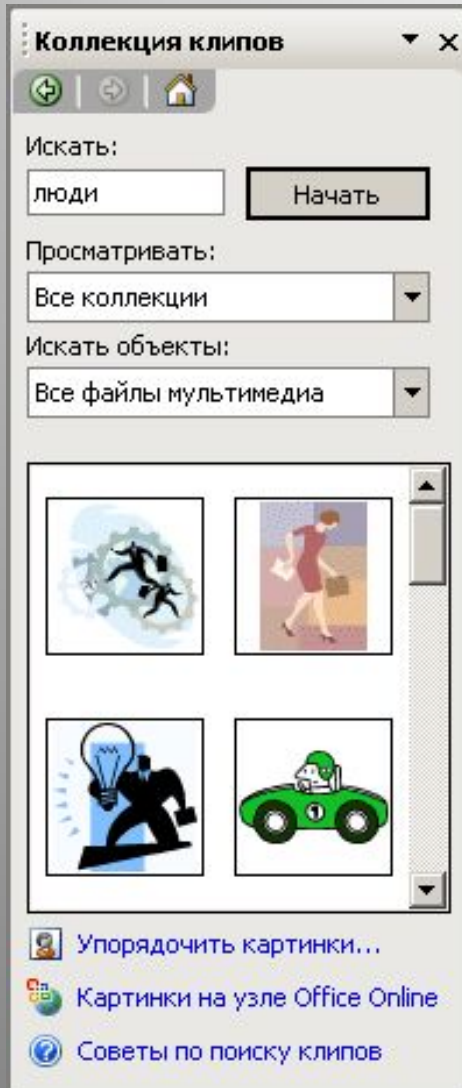 Коллекция клипов
Искать:
люди
Начать
Просматривать:
Все коллекции
Искать объекты:
Все файлы мультимедиа
1
Упорядочить картинки...
Картинки на узле Office Online
Советы по поиску клипов